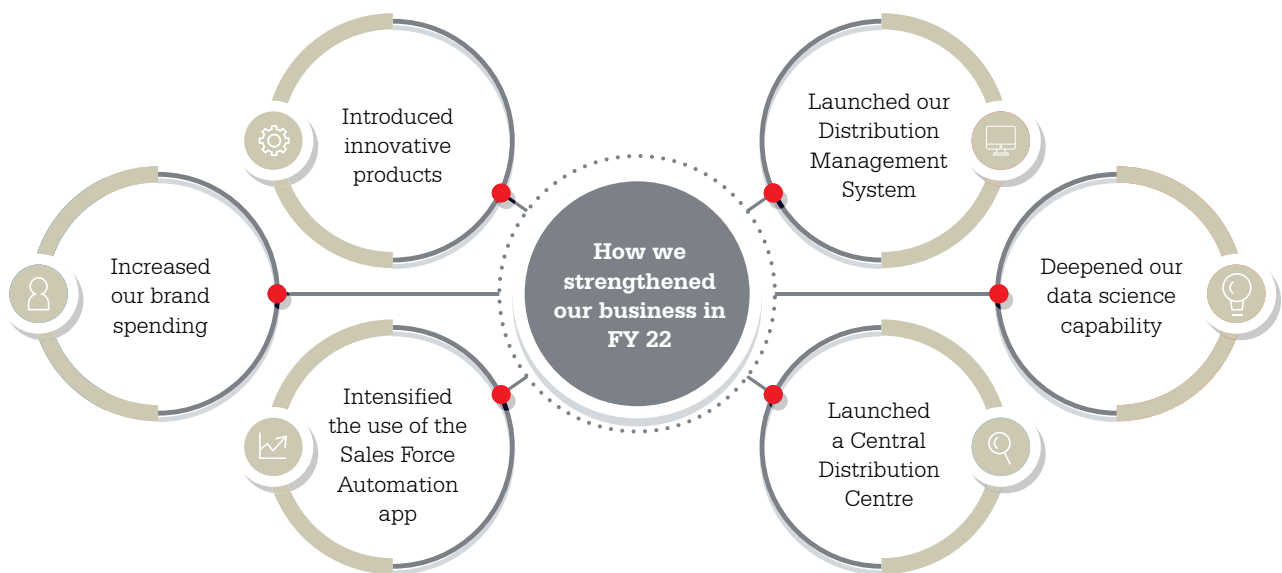 Introduced
innovative
products
Launched our
Distribution
Management
System
Increased
our brand
spending
How we
strengthened
our business in
FY 22
Deepened our
data science
capability
Intensified
the use of the
Sales Force
Automation
app
Launched
a Central
Distribution
Centre